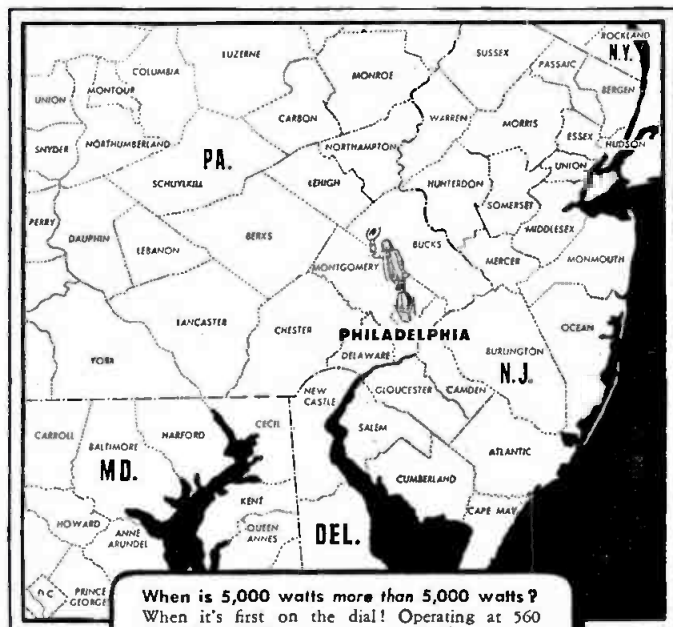 ROCKLAND
N.Y.
LUZERNE
SUSSEX
PASSAIC
COLUMBIA
MONROE
BERGEN
UNION
MONTOUR
CARBON
WARREN
MORRIS
ESSEX
HUDSON
SNYDER
NORTHUMBERLAND
NORTHAMPTON
UNION
PA.
SCHUYLKILL
LEHIGH
HUNTERDON
SOMERSET
PERRY
DAUPHIN
LEBANON
BERKS
BUCKS
MIDDLESEX
MONTGOMERY
MERCER
MONMOUTH
LANCASTER
CHESTER
PHILADELPHIA
OCEAN
YORK
DELAWARE
BURLINGTON
N.J.
NEW
CASTLE
GLOUCESTER
CAMDEN
CARROLL
BALTIMORE
HARFORD
CECIL
SALEM
ATLANTIC
MD.
CUMBERLAND
KENT
CAPE MAY
HOWARD
ANNE
ARUNDEL
QUEEN
ANNES
DEL.
D C
PRINCE
GEORGES
When is 5,000 watts more than 5,000 watts?
When it's first on the dial! Operating at 560